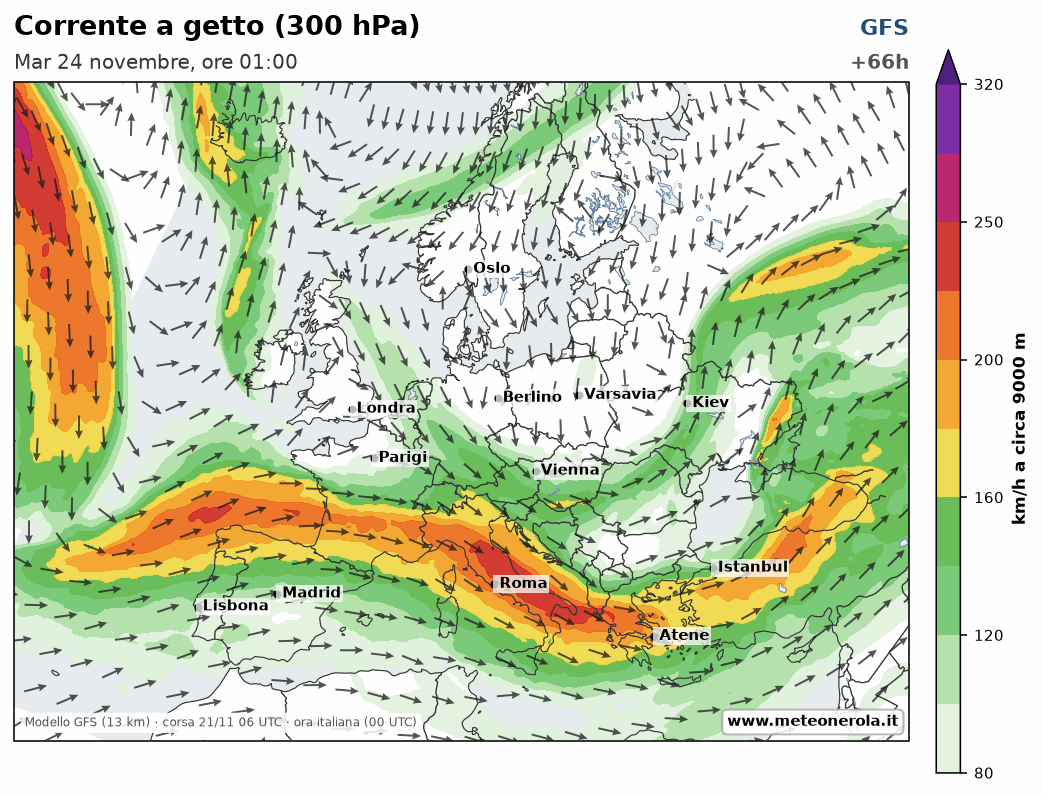 Corrente a getto (300 hPa)
GFS
Mar 24 novembre, ore 01:00
+66h
320
250
200
160
120
80
km/h a circa 9000 m
Oslo
Berlino
Varsavia
Kiev
Londra
Parigi
Vienna
Istanbul
Roma
Madrid
Lisbona
Atene
Modello GFS (13 km) · corsa 21/11 06 UTC · ora italiana (00 UTC)
www.meteonerola.it